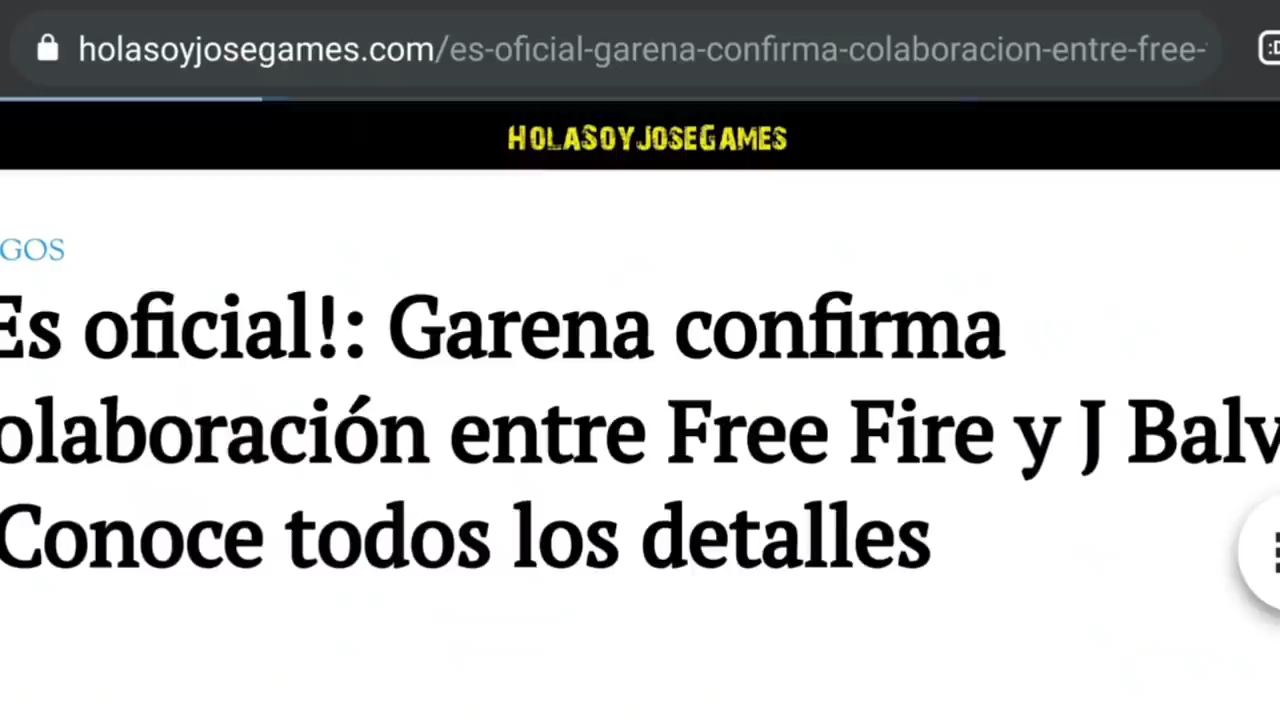 holasoyjosegames.com/es-oficial-garena-confirma-colaboracion-entre-free-
HOLASOYJOSEGAMES
GOS
Es oficial!: Garena confirma
olaboración entre Free Fire y J Balv
Conoce todos los detalles